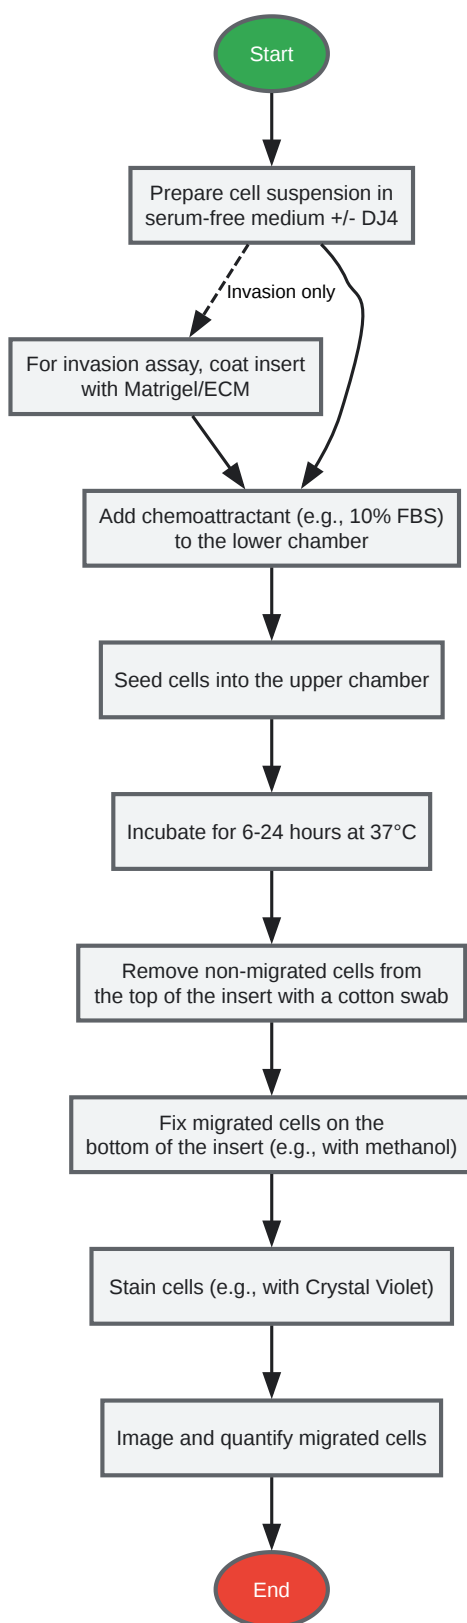 Start
Prepare cell suspension in
serum-free medium +/- DJ4
Invasion only
For invasion assay, coat insert
with Matrigel/ECM
Add chemoattractant (e.g., 10% FBS)
to the lower chamber
Seed cells into the upper chamber
Incubate for 6-24 hours at 37°C
Remove non-migrated cells from
the top of the insert with a cotton swab
Fix migrated cells on the
bottom of the insert (e.g., with methanol)
Stain cells (e.g., with Crystal Violet)
Image and quantify migrated cells
End